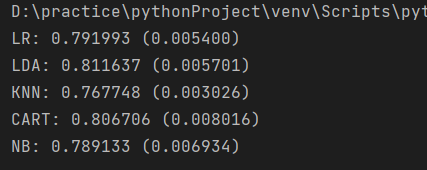 D:\practice\pythonProject\venv\Scripts\pyt
LR: 0.791993 (0.005400)
LDA: 0.811637 (0.005701)
KNN: 0.767748 (0.003026)
CART: 0.806706 (0.008016)
NB: 0.789133 (0.006934)